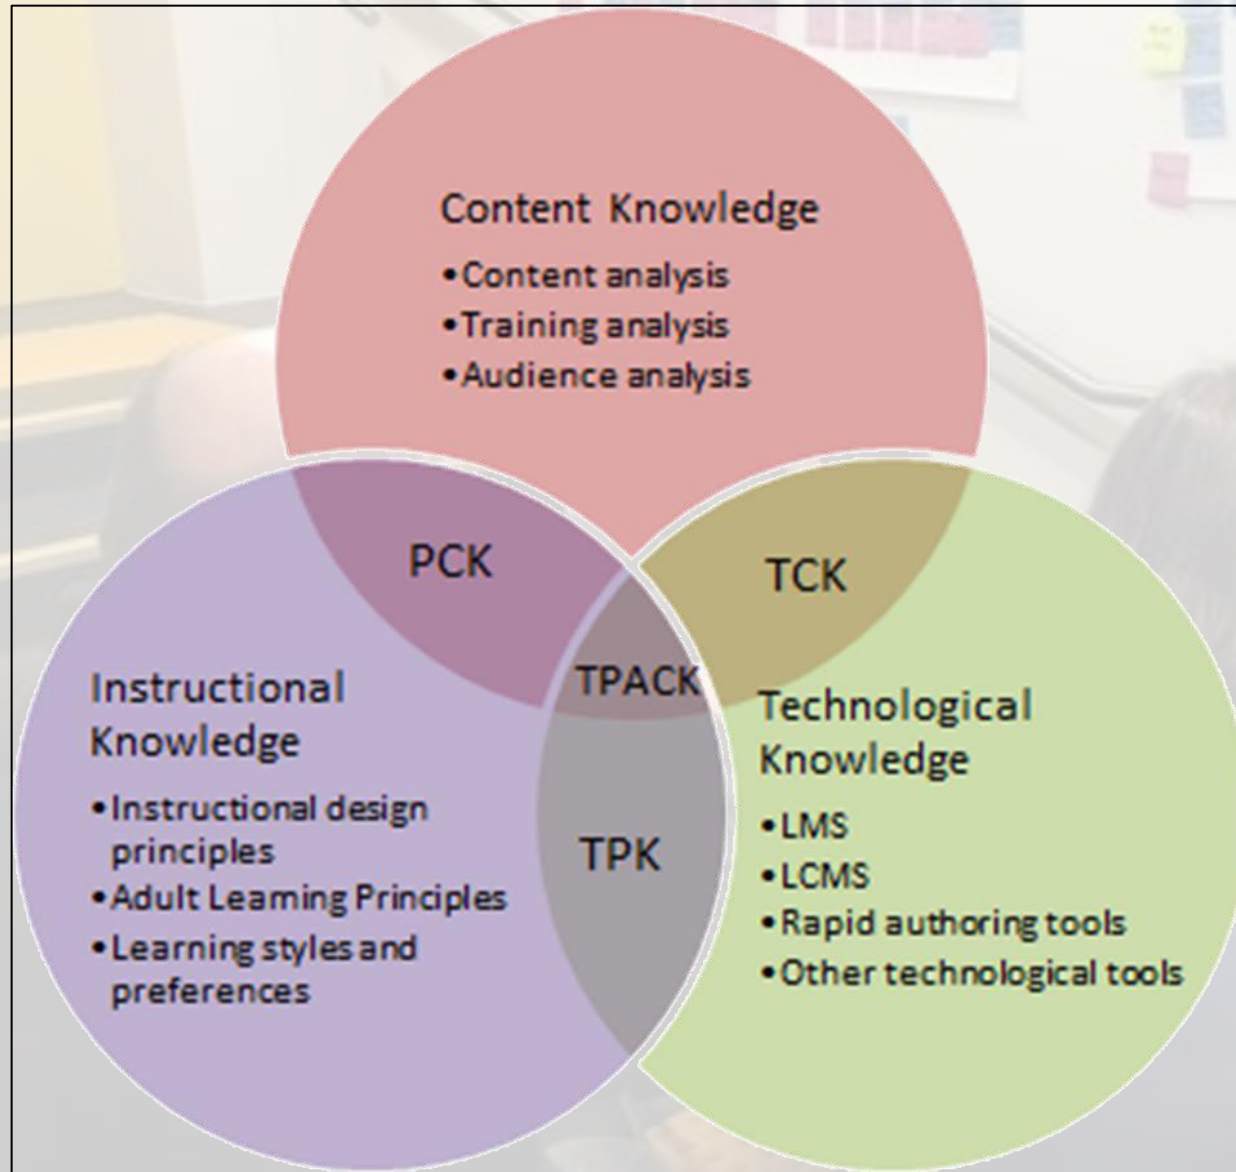 Content Knowledge
•Content analysis
•Training analysis
•Audience analysis
PCK
TCK
TPACK
Instructional
Knowledge
•Instructional design
principles
•Adult Learning Principles
•Learning styles and
preferences
TPK
Technological
Knowledge
•LMS
•LCMS
•Rapid authoring tools
•Other technological tools